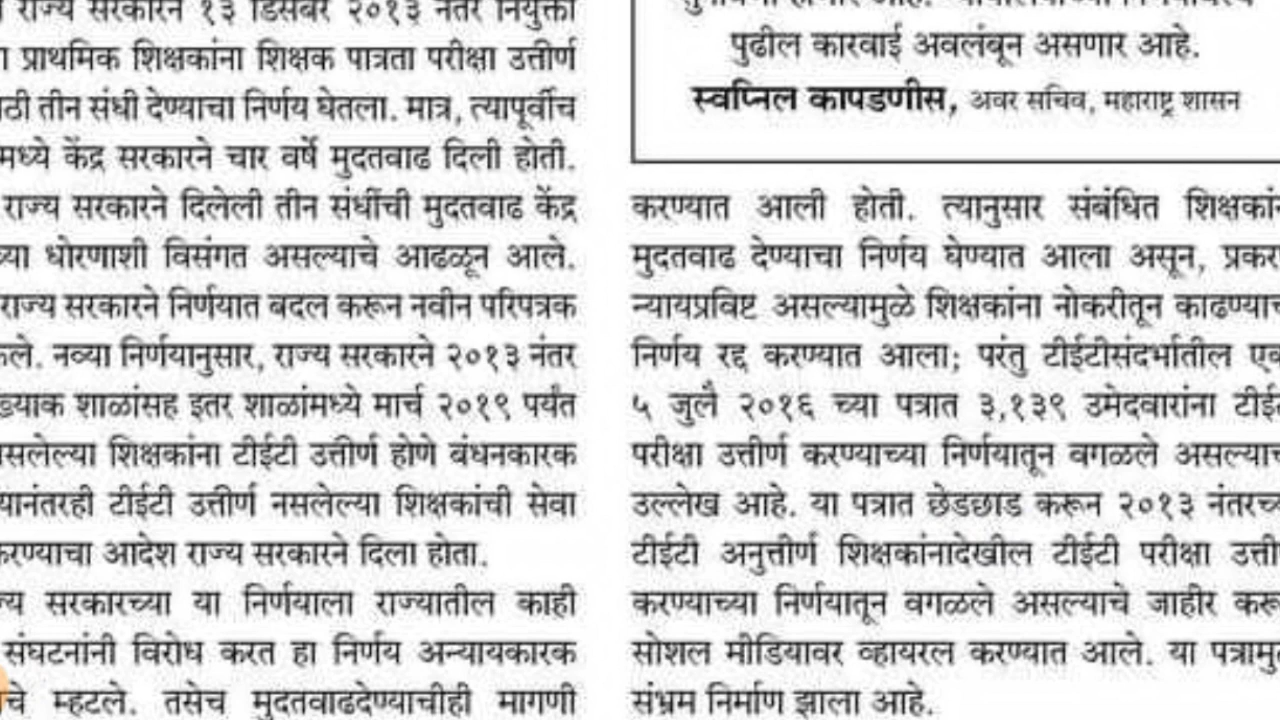 राज्य सरकारने १३ डिसेंबर २०१३ नंतर नियुक्त
प्राथमिक शिक्षकांना शिक्षक पात्रता परीक्षा उत्तीर्ण
तीन संधी देण्याचा निर्णय घेतला. मात्र, त्यापूर्वीच
मध्ये केंद्र सरकारने चार वर्षे मुदतवाढ दिली होती.
राज्य सरकारने दिलेली तीन संधींची मुदतवाढ केंद्र
धोरणाशी विसंगत असल्याचे आढळून आले.
राज्य सरकारने निर्णयात बदल करून नवीन परिपत्रक
नव्या निर्णयानुसार, राज्य सरकारने २०१३ नंतर
शाळांसह इतर शाळांमध्ये मार्च २०१९ पर्यंत
शिक्षकांना टीईटी उत्तीर्ण होणे बंधनकारक
टीईटी उत्तीर्ण नसलेल्या शिक्षकांची सेवा
करण्याचा आदेश राज्य सरकारने दिला होता.
सरकारच्या या निर्णयाला राज्यातील काही
संघटनांनी विरोध करत हा निर्णय अन्यायकारक
म्हटले. तसेच मुदतवाढदेण्याचीही मागणी
पुढील कारवाई अवलंबून असणार आहे.
स्वप्निल कापडणीस, अवर सचिव, महाराष्ट्र शासन
करण्यात आली होती. त्यानुसार संबंधित
मुदतवाढ देण्याचा निर्णय घेण्यात आला असून,
न्यायप्रविष्ट असल्यामुळे शिक्षकांना नोकरीतून
निर्णय रद्द करण्यात आला; परंतु टीईटीसंदर्भातील
५ जुलै २०१६ च्या पत्रात ३,१३९ उमेदवारांना
परीक्षा उत्तीर्ण करण्याच्या निर्णयातून वगळले
उल्लेख आहे. या पत्रात छेडछाड करून २०१३
टीईटी अनुत्तीर्ण शिक्षकांनादेखील टीईटी परीक्षा
करण्याच्या निर्णयातून वगळले असल्याचे जाहीर
सोशल मीडियावर व्हायरल करण्यात आले. या
संभ्रम निर्माण झाला आहे.